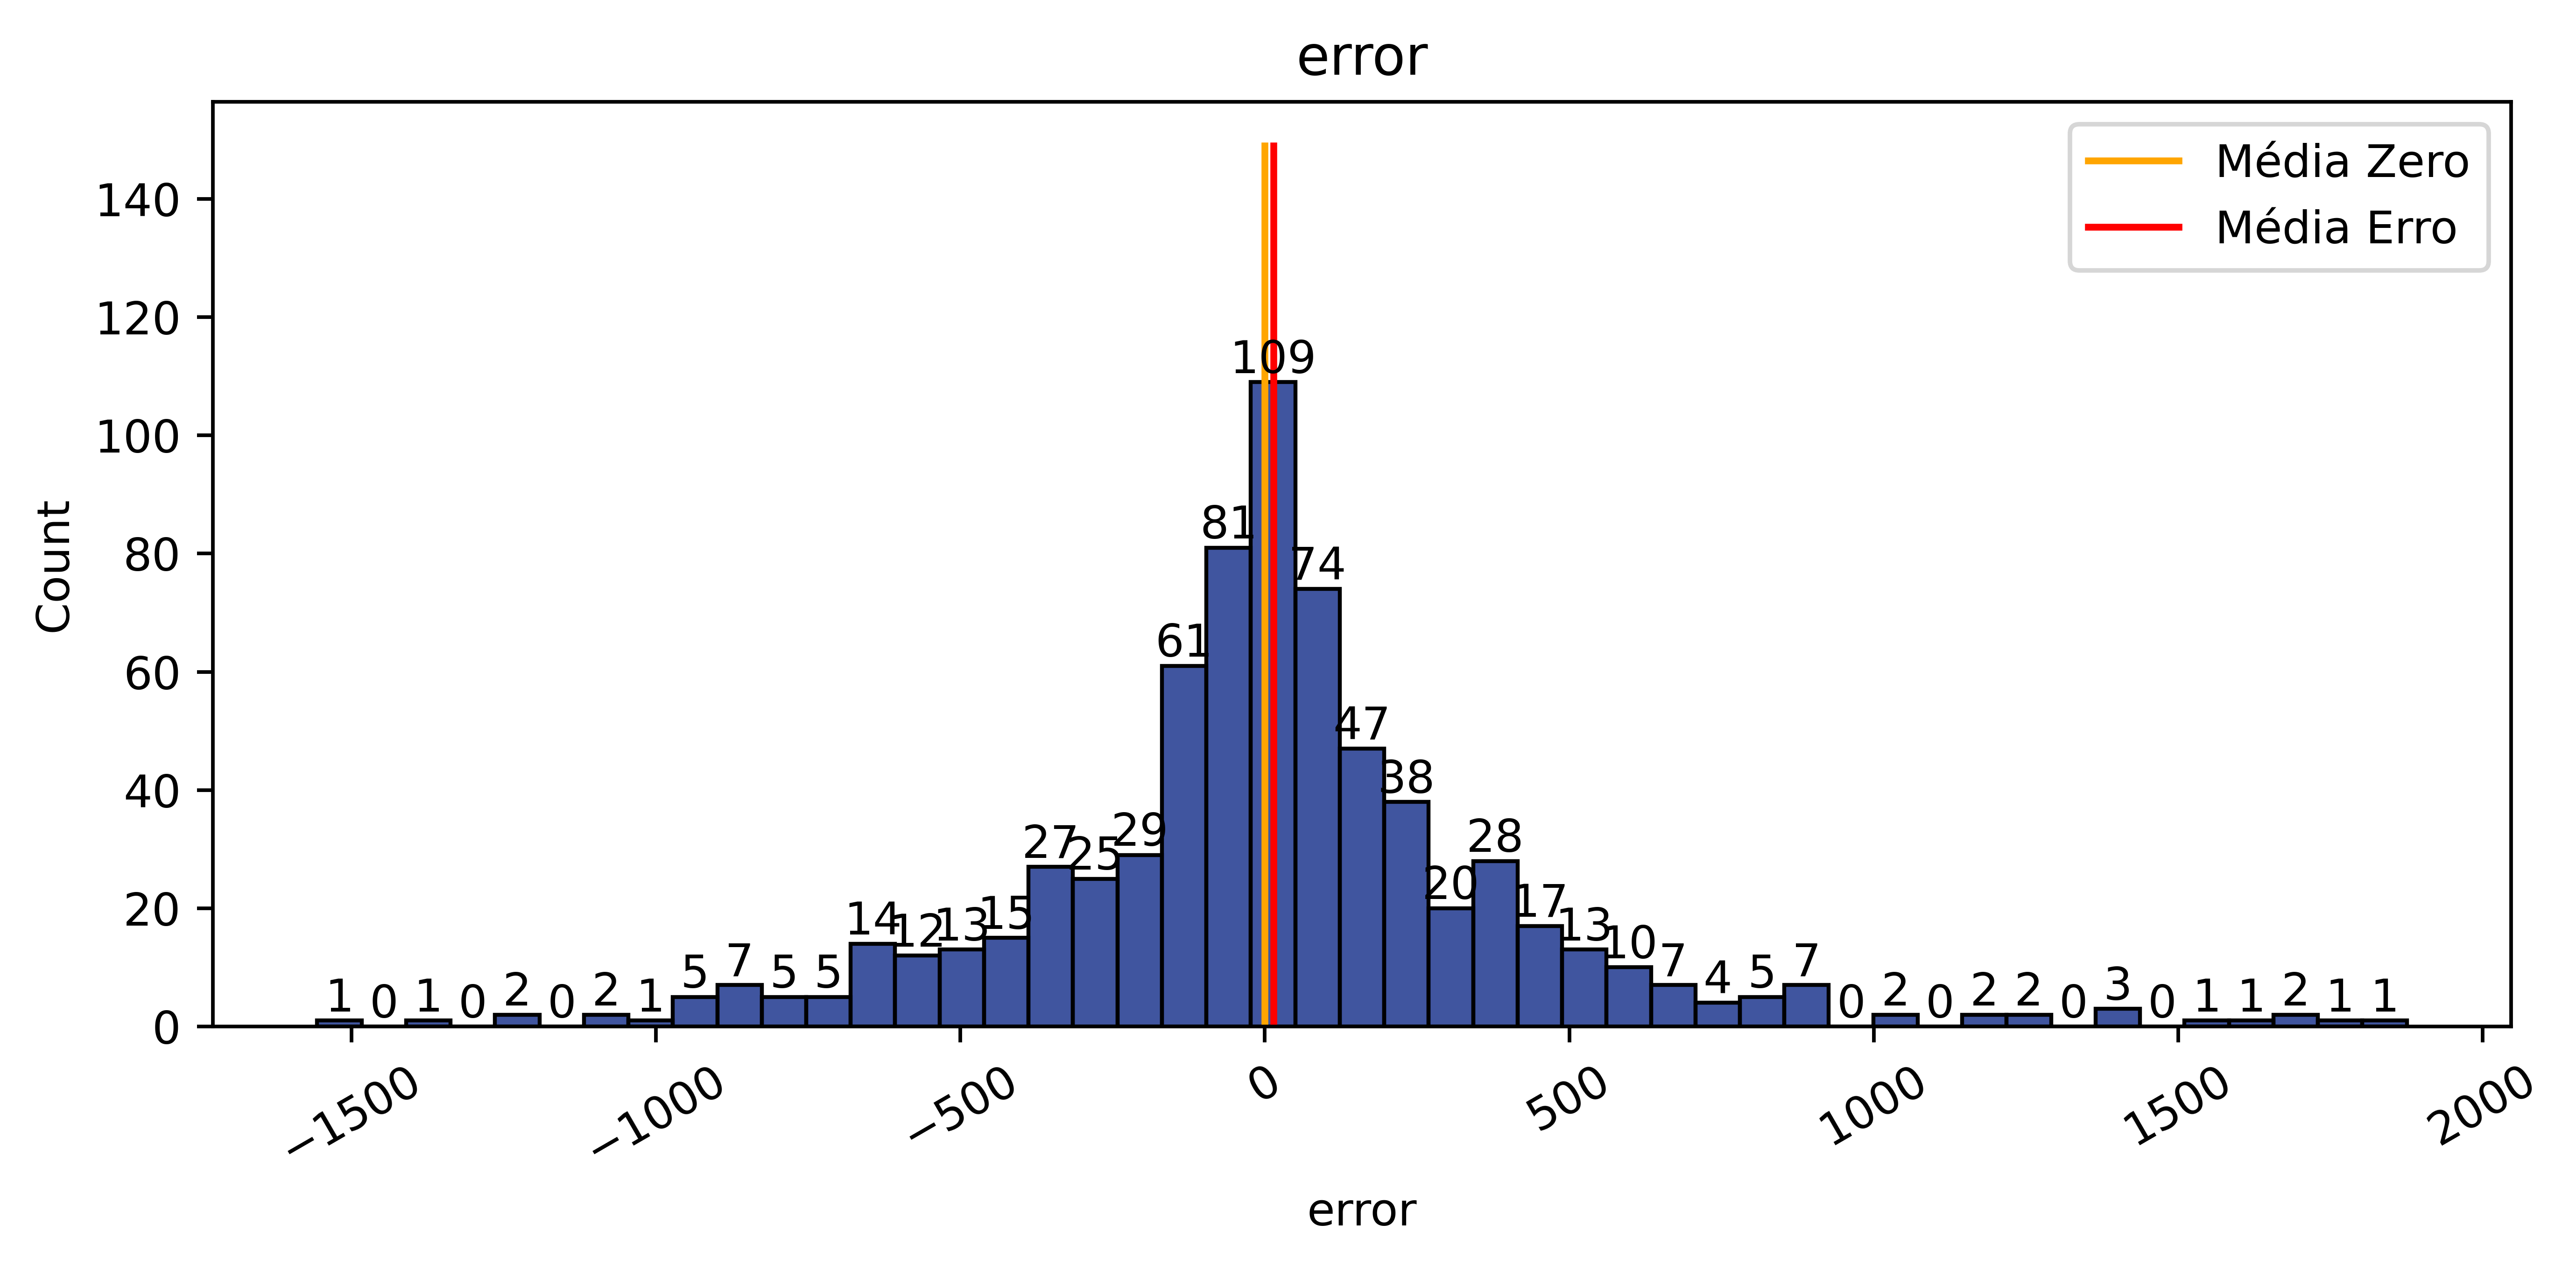 error
Média Zero
Média Erro
140
120
100
80
60
40
20
0
Count
1 0 1 0 2 0 2 1 5 7 5 5 14 12 13 15 27 25 29 61 81 109 74 47 38 20 28 17 13 10 7 4 5 7 0 2 0 2 2 0 3 0 1 1 2 1 1
−1500 −1000 −500 0 500 1000 1500 2000
error